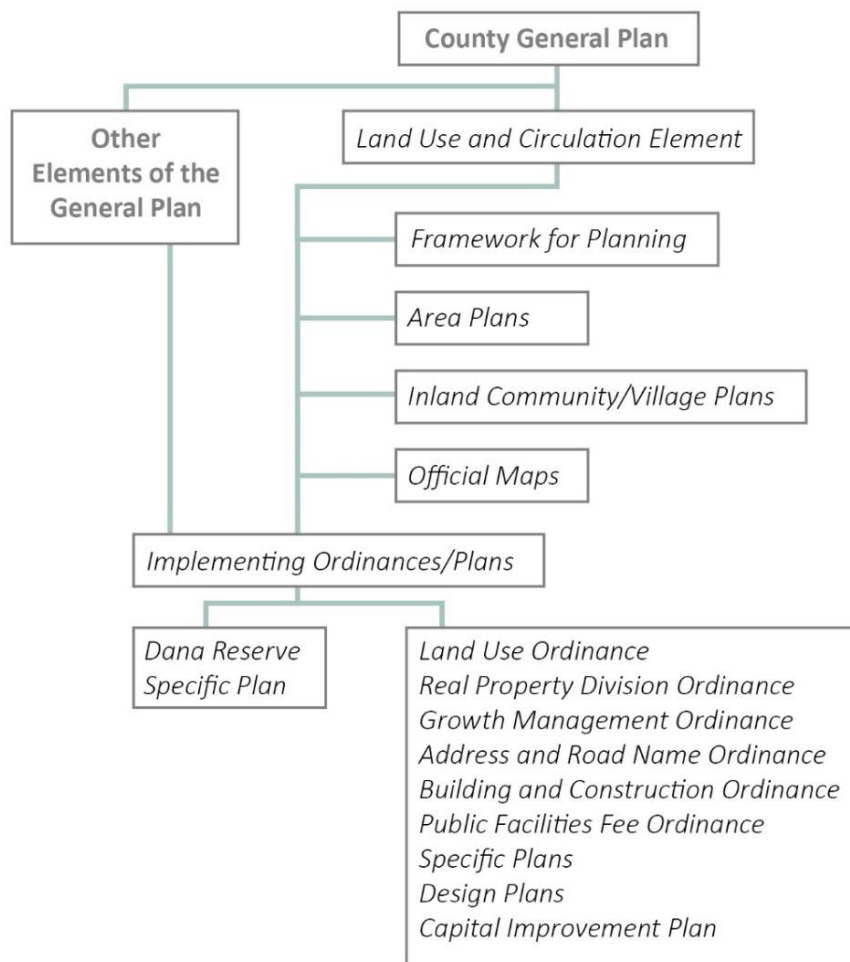 County General Plan
Other
Elements of the
General Plan
Land Use and Circulation Element
Framework for Planning
Area Plans
Inland Community/Village Plans
Official Maps
Implementing Ordinances/Plans
Dana Reserve
Specific Plan
Land Use Ordinance
Real Property Division Ordinance
Growth Management Ordinance
Address and Road Name Ordinance
Building and Construction Ordinance
Public Facilities Fee Ordinance
Specific Plans
Design Plans
Capital Improvement Plan